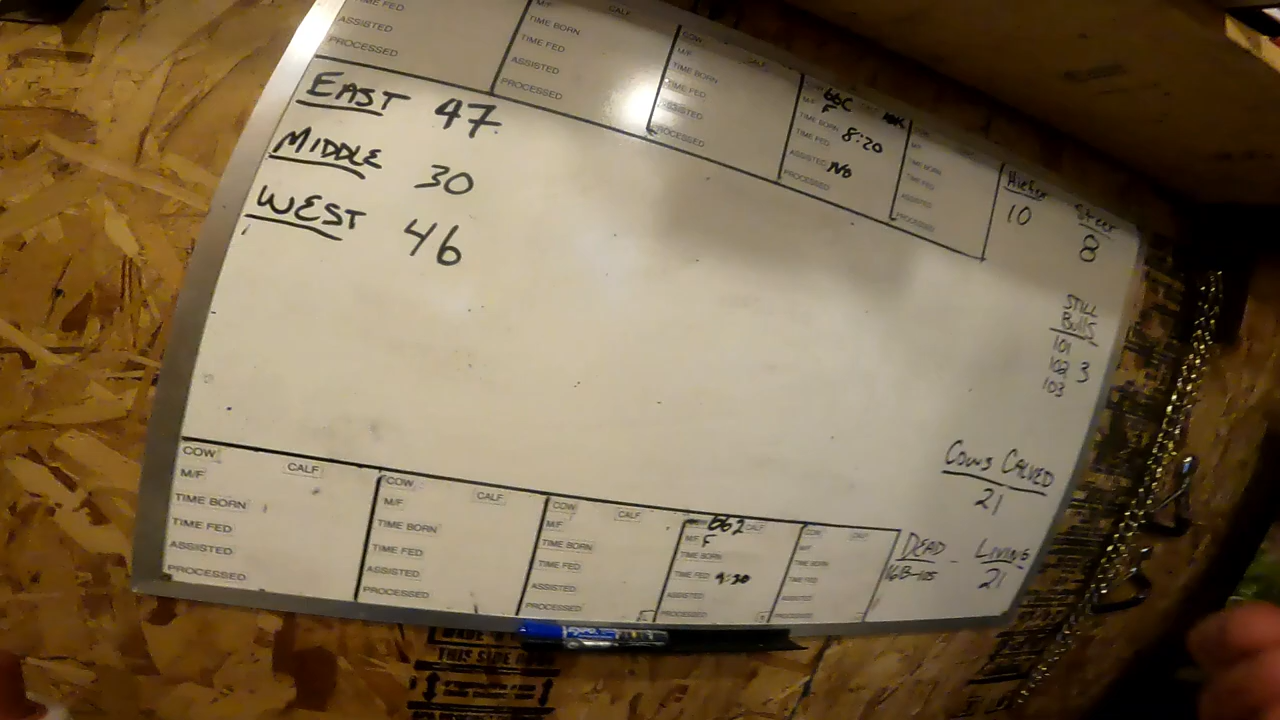 TIME FED
ASSISTED
PROCESSED
M/F CALF
TIME BORN
TIME FED
ASSISTED
PROCESSED
COW CALF
M/F
TIME BORN
TIME FED
ASSISTED
PROCESSED
66C
M/F F
TIME BORN 8:20
TIME FED
ASSISTED No
PROCESSED
COW
M/F
TIME BORN
TIME FED
ASSISTED
PROCESSED
EAST 47
MIDDLE 30
WEST 46
10
Steer
8
STILL
BULLS
101
102 3
103
COWS CALVED
21
DEAD - LIVING
21
COW CALF
M/F
TIME BORN
TIME FED
ASSISTED
PROCESSED
COW CALF
M/F
TIME BORN
TIME FED
ASSISTED
PROCESSED
COW CALF
M/F
TIME BORN
TIME FED
ASSISTED
PROCESSED
662 CALF
M/F F
TIME BORN
TIME FED 9:30
ASSISTED
PROCESSED
COW CALF
M/F
TIME BORN
TIME FED
ASSISTED
PROCESSED
THIS SIDE